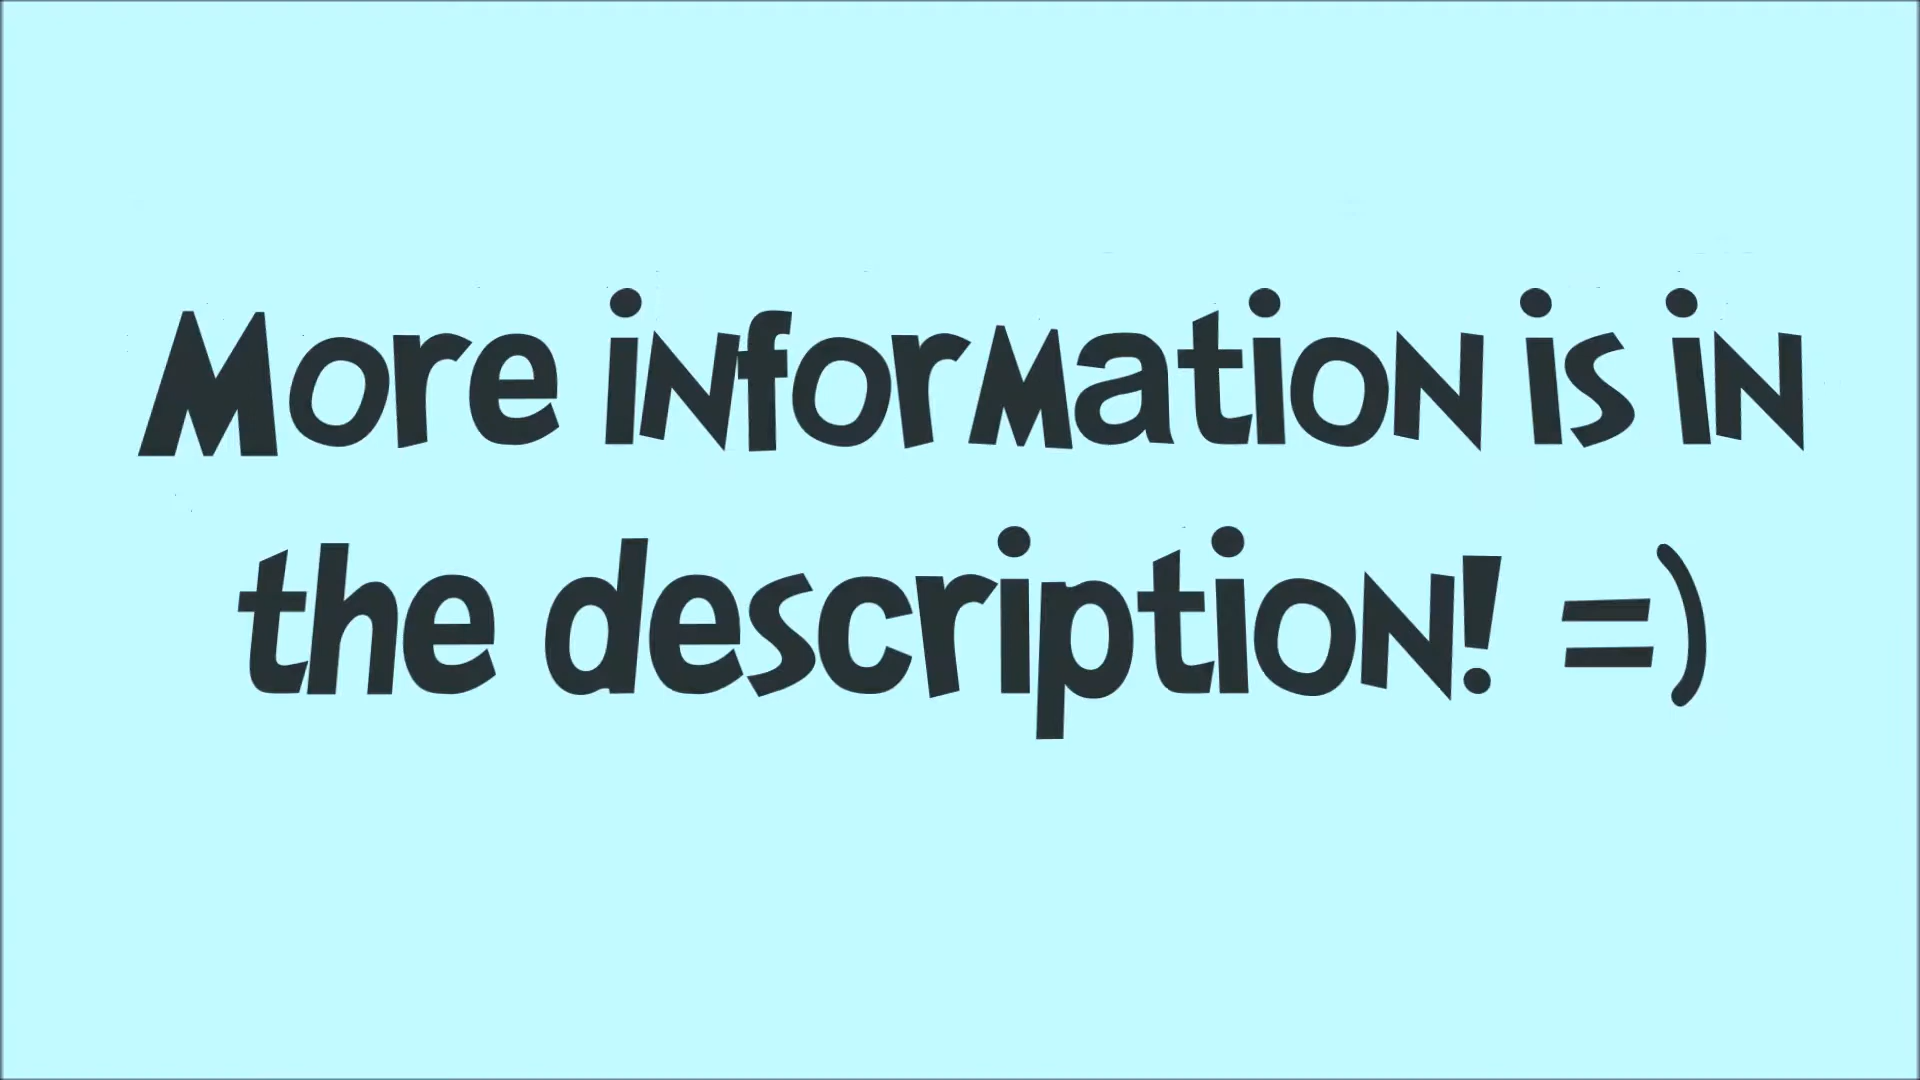 More information is in
the description! =)